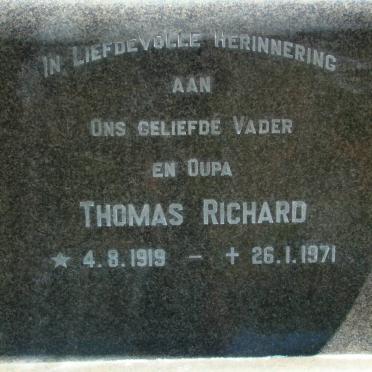 In Liefdevolle Herinnering
aan
Ons geliefde Vader
en Oupa
Thomas Richard
★ 4.8.1919 – ✝ 26.1.1971